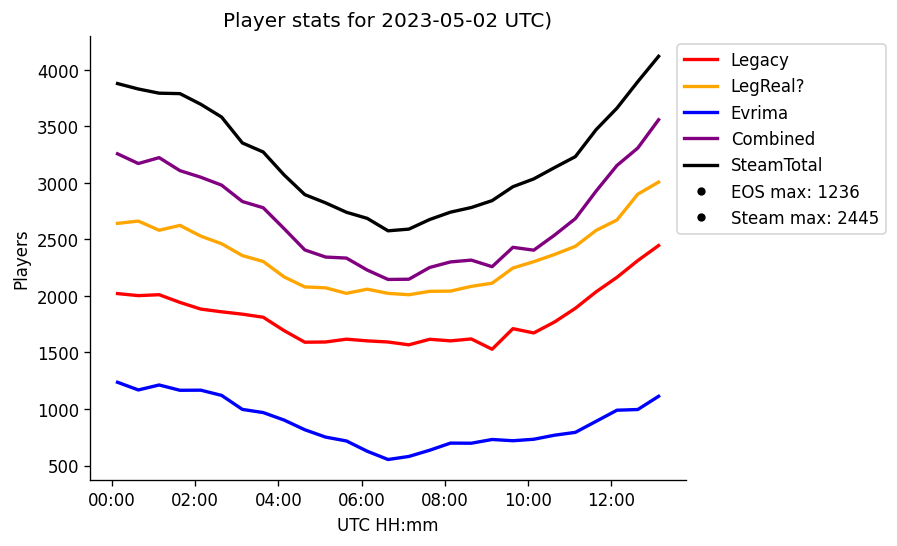 Player stats for 2023-05-02 UTC)
Players
4000
3500
3000
2500
2000
1500
1000
500
00:00 02:00 04:00 06:00 08:00 10:00 12:00
UTC HH:mm
Legacy
LegReal?
Evrima
Combined
SteamTotal
EOS max: 1236
Steam max: 2445